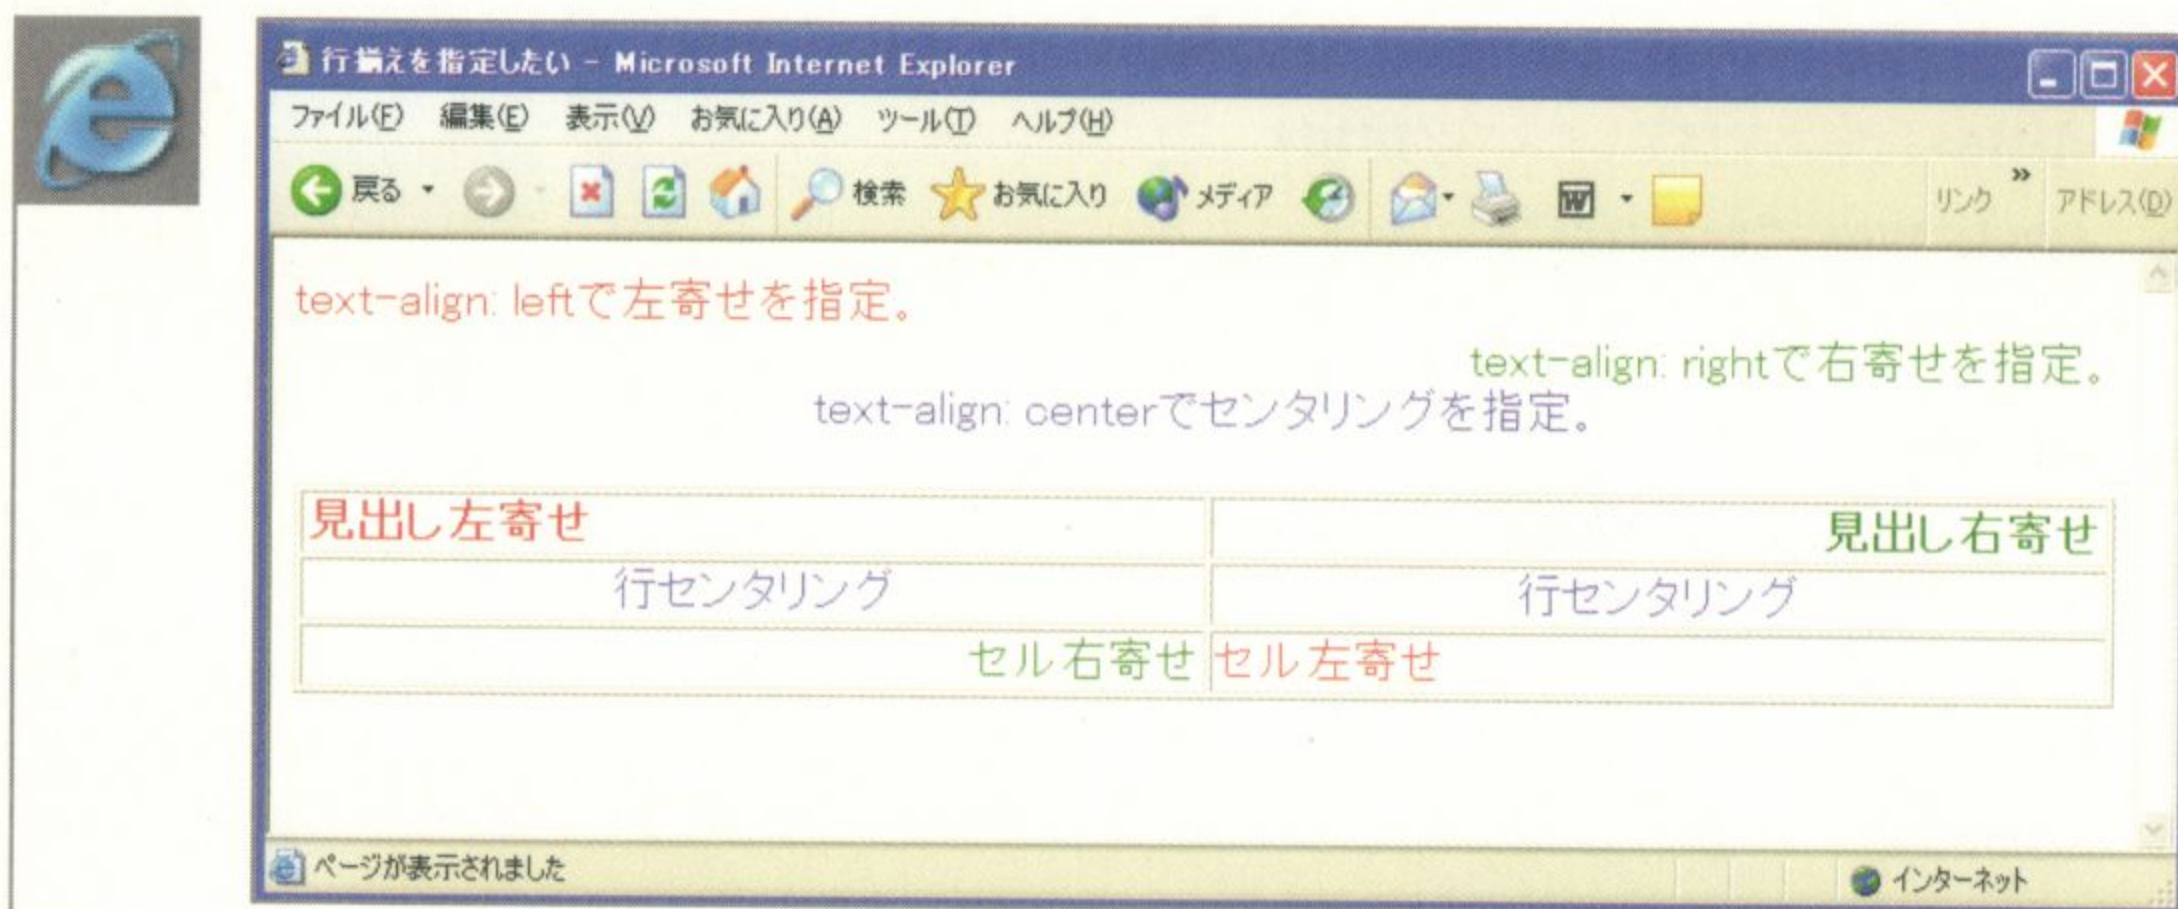 行揃えを指定したい - Microsoft Internet Explorer
ファイル(F) 編集(E) 表示(V) お気に入り(A) ツール(T) ヘルプ(H)
戻る 検索 お気に入り メディア リンク » アドレス(D)
text-align: leftで左寄せを指定。
text-align: rightで右寄せを指定。
text-align: centerでセンタリングを指定。
見出し左寄せ 見出し右寄せ
行センタリング 行センタリング
セル右寄せ セル左寄せ
ページが表示されました インターネット